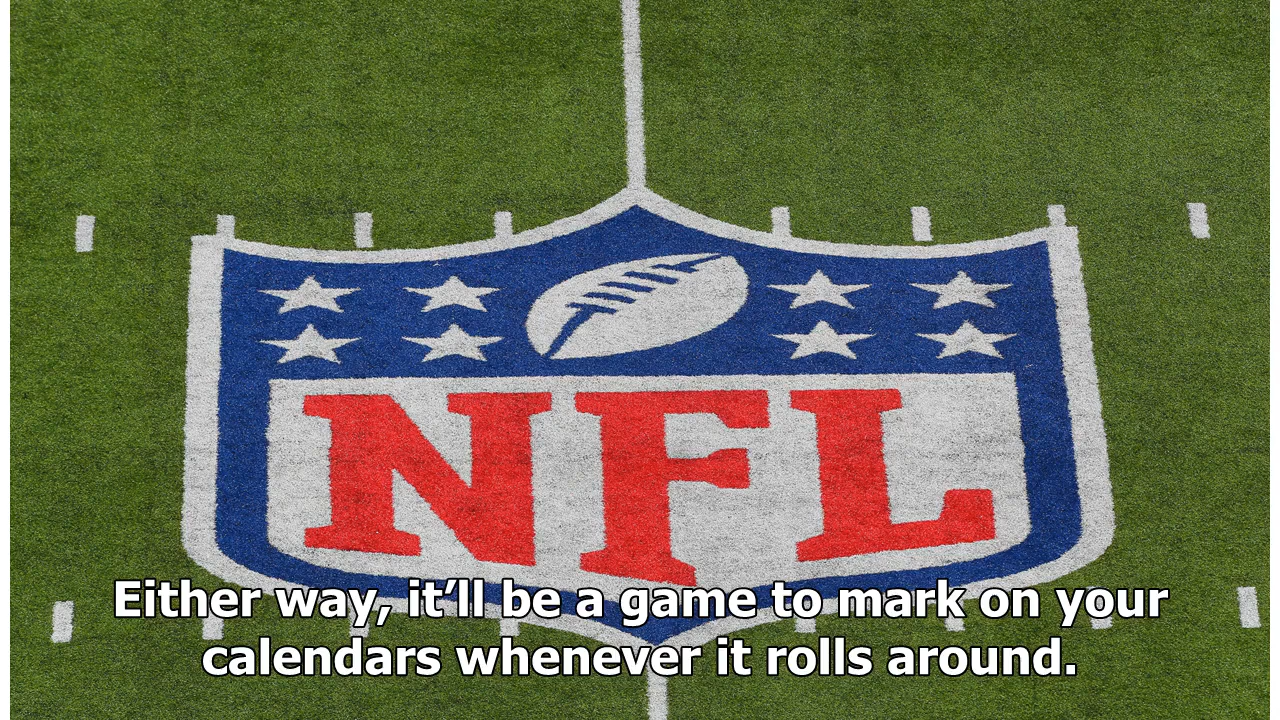 NFL
Either way, it’ll be a game to mark on your
calendars whenever it rolls around.